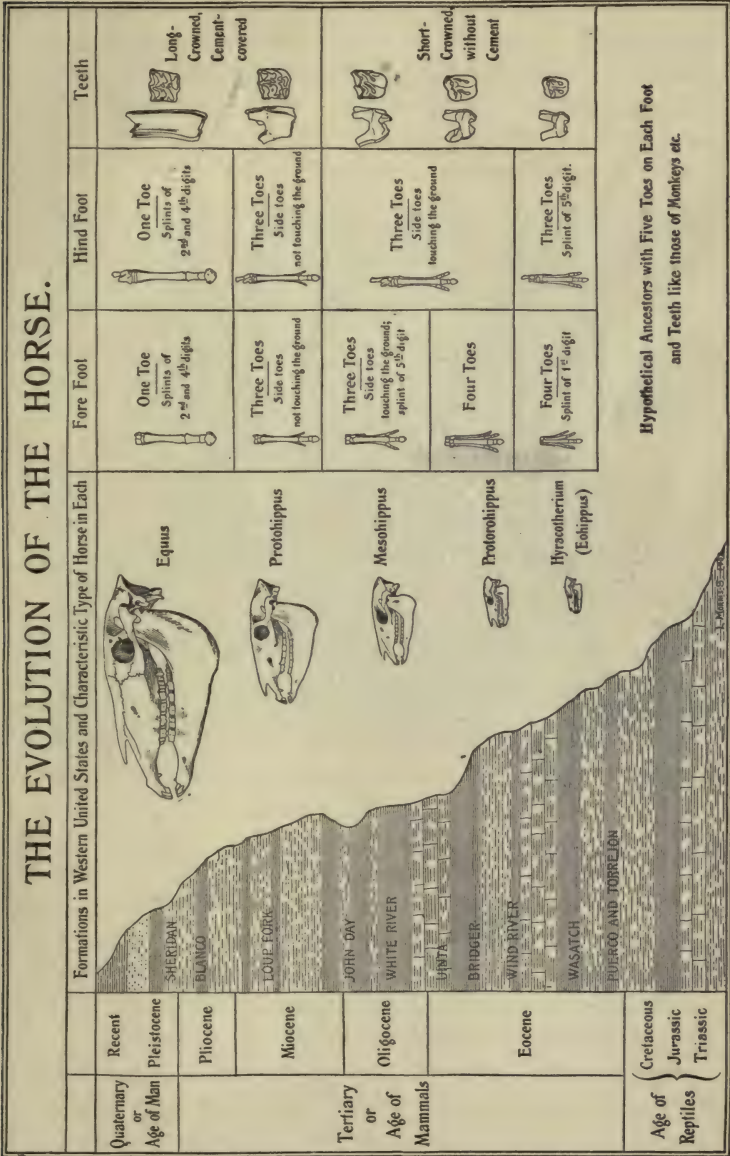 THE EVOLUTION OF THE HORSE.
Formations in Western United States and Characteristic Type of Horse in Each
Fore Foot
Hind Foot
Teeth
Quaternary
or
Age of Man
Recent
Pleistocene
SHERIDAN
Equus
One Toe
Splints of
2nd and 4th digits
One Toe
Splints of
2nd and 4th digits
Long-
Crowned,
Cement-
covered
Tertiary
or
Age of
Mammals
Pliocene
BLANCO
Miocene
LOUP FORK
Protohippus
Three Toes
Side toes
not touching the ground
Three Toes
Side toes
not touching the ground
Oligocene
JOHN DAY
WHITE RIVER
Mesohippus
Three Toes
Side toes
touching the ground;
splint of 5th digit
Three Toes
Side toes
touching the ground
Short-
Crowned,
without
Cement
Eocene
UINTA
BRIDGER
WIND RIVER
WASATCH
PUERCO AND TORREJON
Protorohippus
Four Toes
Hyracotherium
(Eohippus)
Four Toes
Splint of 1st digit
Three Toes
Splint of 5th digit.
Age of
Reptiles
Cretaceous
Jurassic
Triassic
Hypothetical Ancestors with Five Toes on Each Foot
and Teeth like those of Monkeys etc.